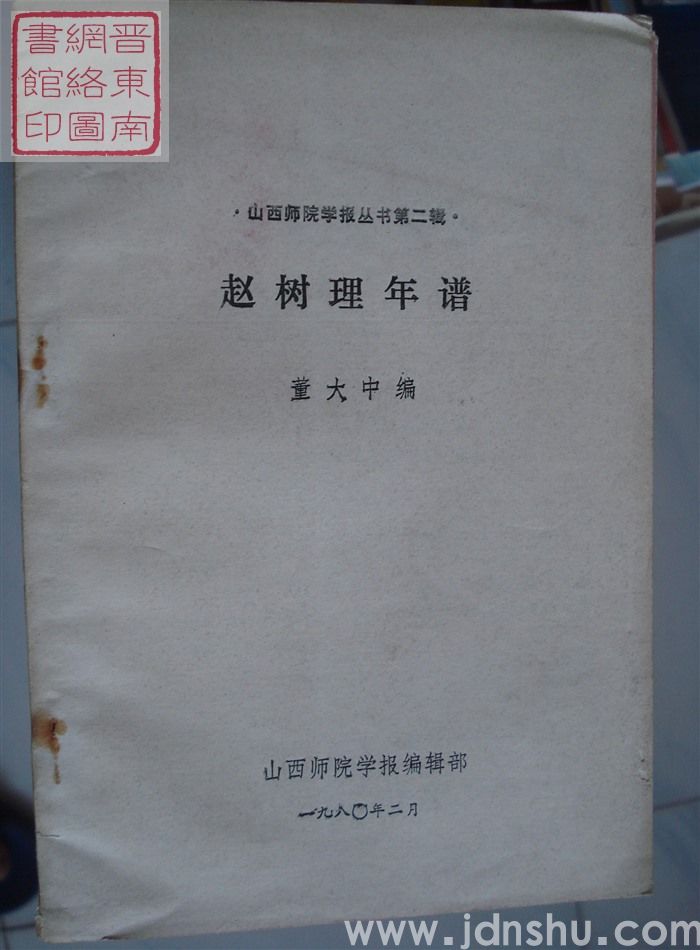 晋東南
網絡圖
書館印
·山西师院学报丛书第二辑·
赵树理年谱
董大中编
山西师院学报编辑部
一九八〇年二月
www.jdnshu.com